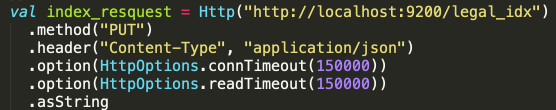 val index_resquest = Http("http://localhost:9200/legal_idx")
.method("PUT")
.header("Content-Type", "application/json")
.option(HttpOptions.connTimeout(150000))
.option(HttpOptions.readTimeout(150000))
.asString